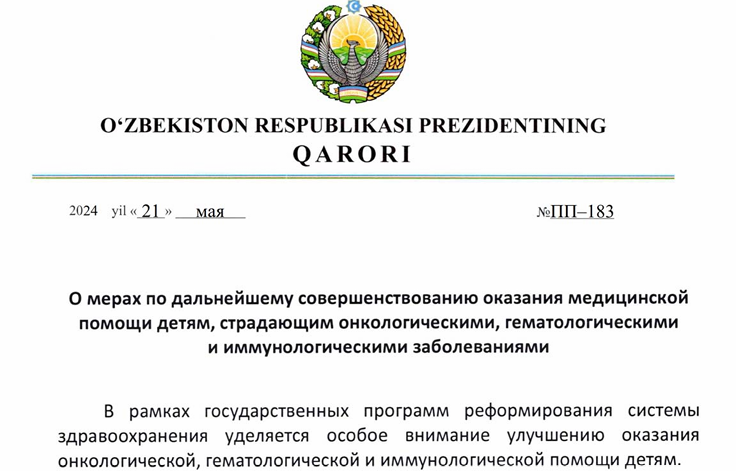 O‘ZBEKISTON RESPUBLIKASI PREZIDENTINING
QARORI
2024 yil « 21 » мая №ПП–183
О мерах по дальнейшему совершенствованию оказания медицинской
помощи детям, страдающим онкологическими, гематологическими
и иммунологическими заболеваниями
В рамках государственных программ реформирования системы
здравоохранения уделяется особое внимание улучшению оказания
онкологической, гематологической и иммунологической помощи детям.